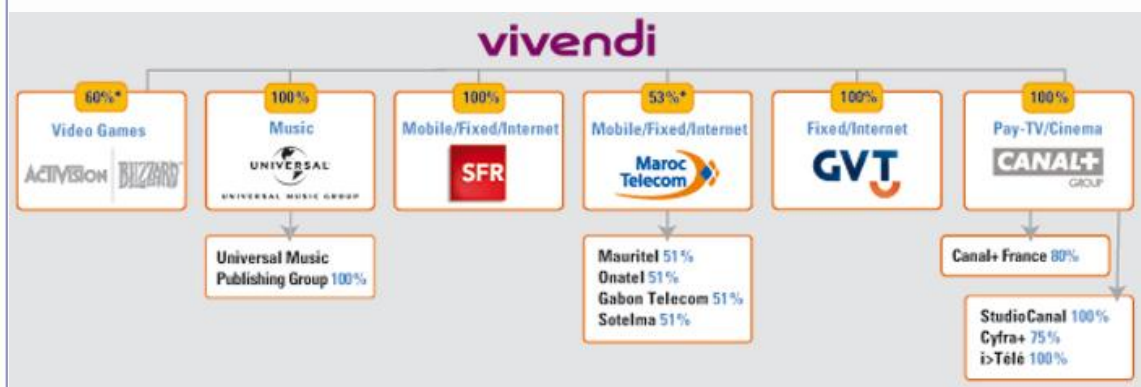 vivendi
60%*
Video Games
ACTIVISION | BLIZZARD
100%
Music
UNIVERSAL
UNIVERSAL MUSIC GROUP
Universal Music
Publishing Group 100%
100%
Mobile/Fixed/Internet
SFR
53%*
Mobile/Fixed/Internet
Maroc
Telecom
Mauritel 51%
Onatel 51%
Gabon Telecom 51%
Sotelma 51%
100%
Fixed/Internet
GVT
100%
Pay-TV/Cinema
CANAL+
GROUP
Canal+ France 80%
StudioCanal 100%
Cyfra+ 75%
i>Télé 100%